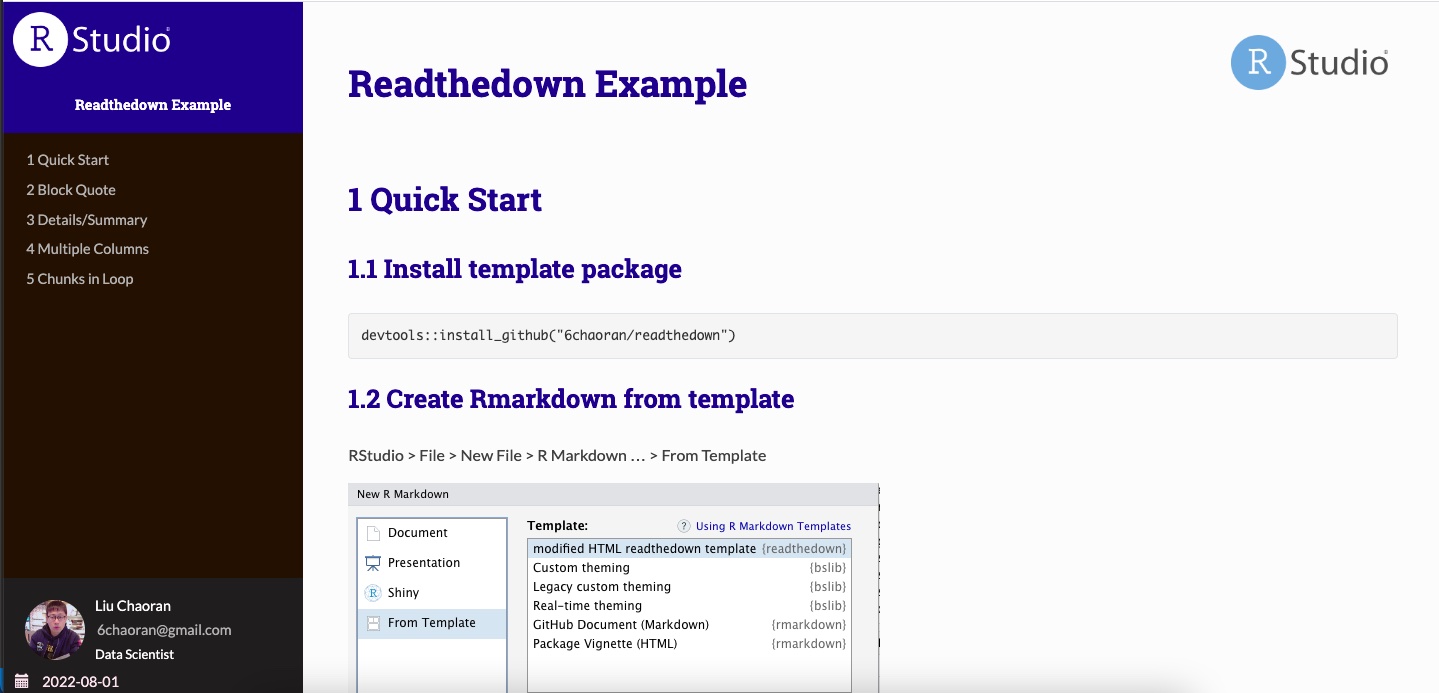 R Studio
Readthedown Example
1 Quick Start
2 Block Quote
3 Details/Summary
4 Multiple Columns
5 Chunks in Loop
Liu Chaoran
6chaoran@gmail.com
Data Scientist
2022-08-01
R Studio®
Readthedown Example
1 Quick Start
1.1 Install template package
devtools::install_github("6chaoran/readthedown")
1.2 Create Rmarkdown from template
RStudio > File > New File > R Markdown … > From Template
New R Markdown
Document
Presentation
R Shiny
From Template
Template: ? Using R Markdown Templates
modified HTML readthedown template {readthedown}
Custom theming {bslib}
Legacy custom theming {bslib}
Real-time theming {bslib}
GitHub Document (Markdown) {rmarkdown}
Package Vignette (HTML) {rmarkdown}